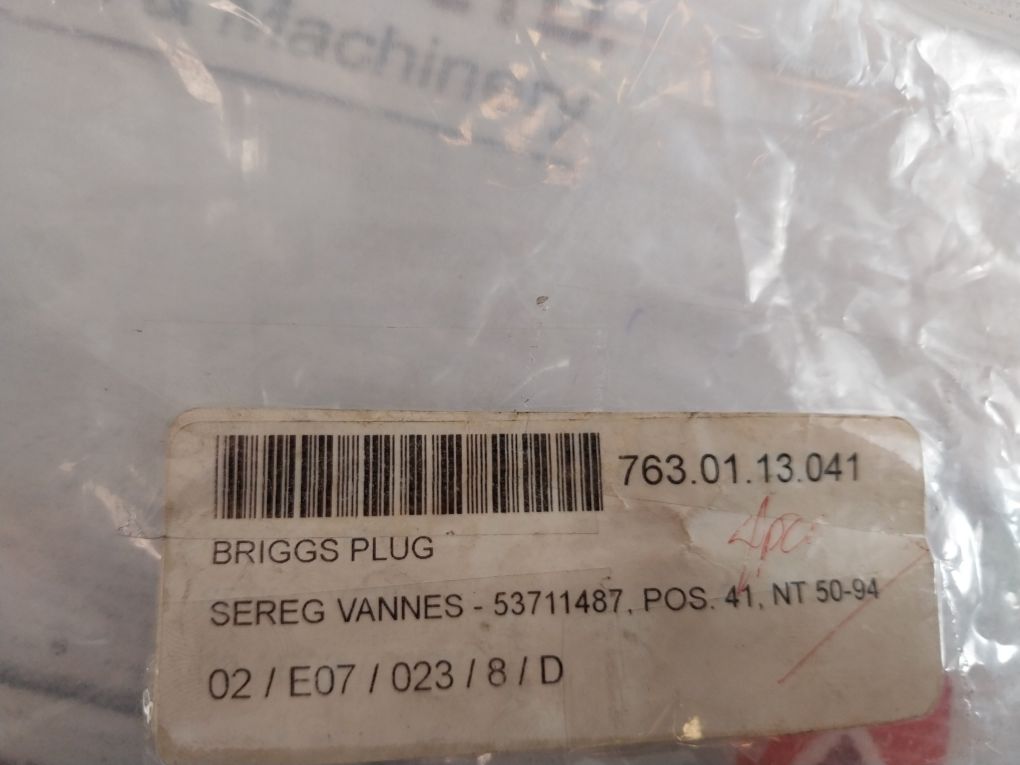 & Machinery
763.01.13.041
BRIGGS PLUG
SEREG VANNES - 53711487, POS. 41, NT 50-94
02 / E07 / 023 / 8 / D